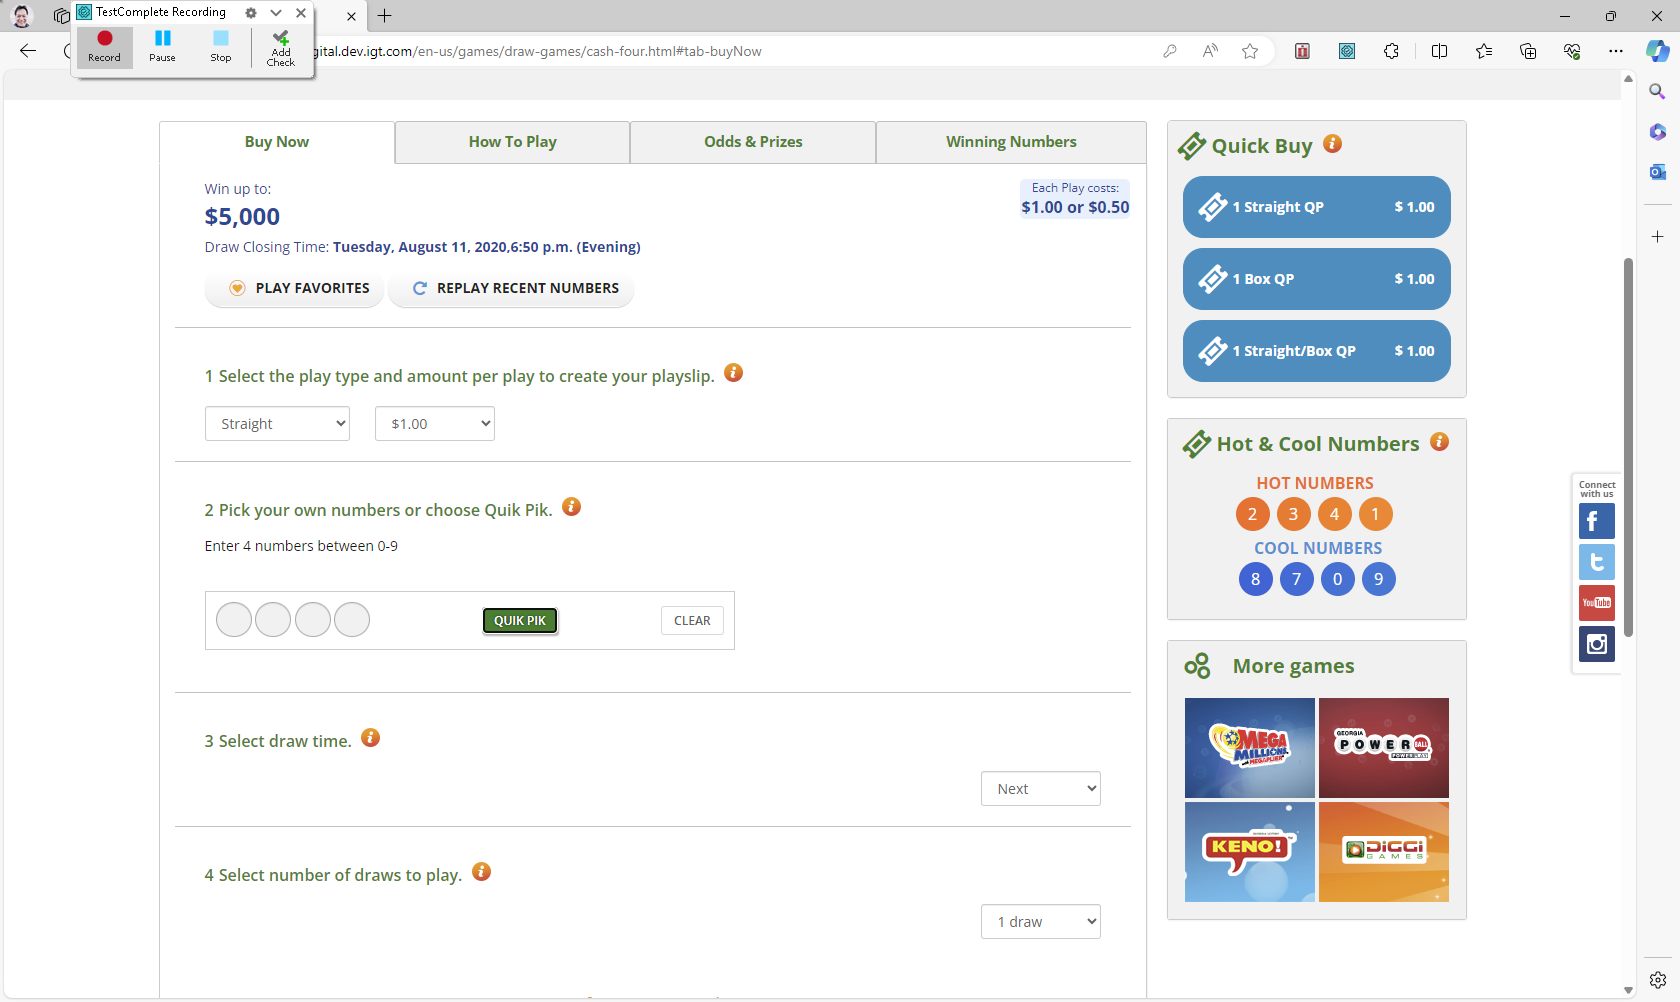 TestComplete Recording
Record
Pause
Stop
Add
Check
gital.dev.igt.com/en-us/games/draw-games/cash-four.html#tab-buyNow
Buy Now
How To Play
Odds & Prizes
Winning Numbers
Win up to:
$5,000
Draw Closing Time: Tuesday, August 11, 2020,6:50 p.m. (Evening)
Each Play costs:
$1.00 or $0.50
PLAY FAVORITES
REPLAY RECENT NUMBERS
1 Select the play type and amount per play to create your playslip.
Straight
$1.00
2 Pick your own numbers or choose Quik Pik.
Enter 4 numbers between 0-9
QUIK PIK
CLEAR
3 Select draw time.
Next
4 Select number of draws to play.
1 draw
Quick Buy
1 Straight QP $ 1.00
1 Box QP $ 1.00
1 Straight/Box QP $ 1.00
Hot & Cool Numbers
HOT NUMBERS
2 3 4 1
COOL NUMBERS
8 7 0 9
More games
MEGA
MILLIONS
MEGAPLIER
GEORGIA
POWERBALL
POWER PLAY
KENO!
DIGGI
GAMES
Connect
with us
YouTube